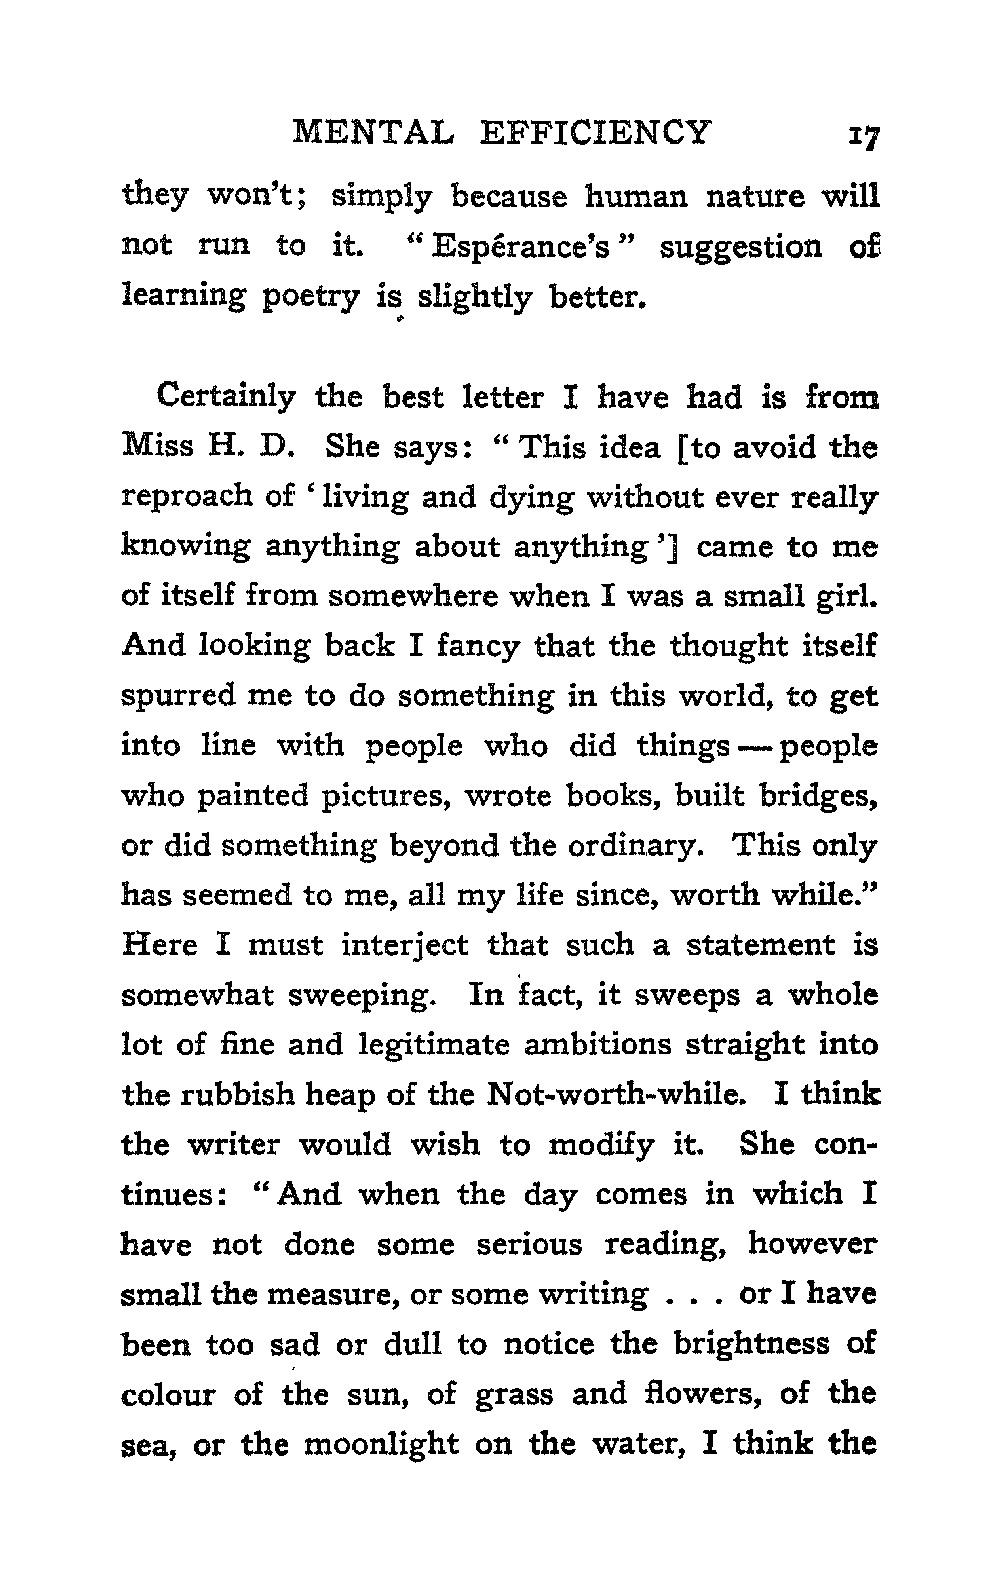 MENTAL EFFICIENCY 17
they won't; simply because human nature will
not run to it. “Espérance's” suggestion of
learning poetry is slightly better.
Certainly the best letter I have had is from
Miss H. D. She says: “This idea [to avoid the
reproach of ‘living and dying without ever really
knowing anything about anything’] came to me
of itself from somewhere when I was a small girl.
And looking back I fancy that the thought itself
spurred me to do something in this world, to get
into line with people who did things — people
who painted pictures, wrote books, built bridges,
or did something beyond the ordinary. This only
has seemed to me, all my life since, worth while.”
Here I must interject that such a statement is
somewhat sweeping. In fact, it sweeps a whole
lot of fine and legitimate ambitions straight into
the rubbish heap of the Not-worth-while. I think
the writer would wish to modify it. She con-
tinues: “And when the day comes in which I
have not done some serious reading, however
small the measure, or some writing . . . or I have
been too sad or dull to notice the brightness of
colour of the sun, of grass and flowers, of the
sea, or the moonlight on the water, I think the